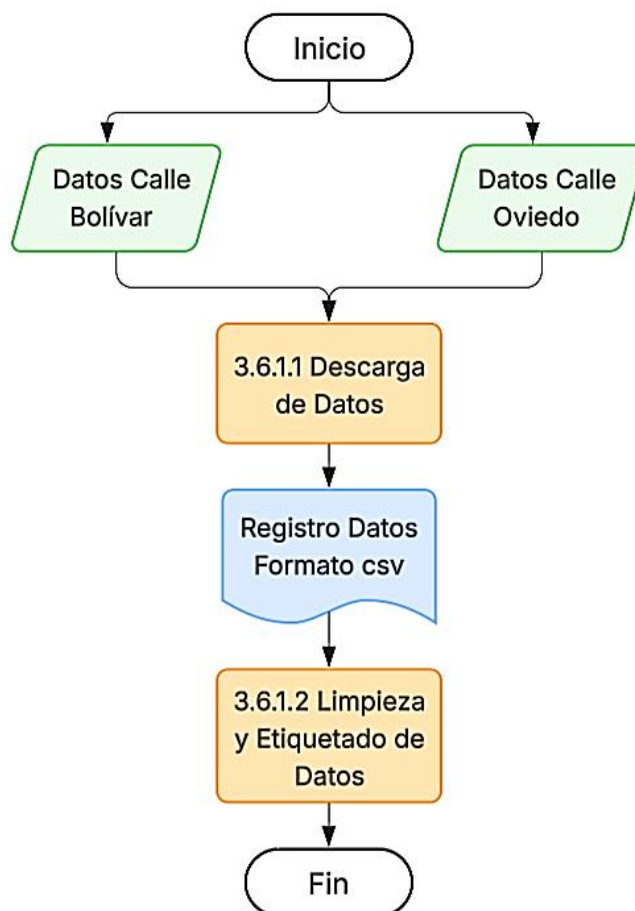 Inicio
Datos Calle
Bolívar
Datos Calle
Oviedo
3.6.1.1 Descarga
de Datos
Registro Datos
Formato csv
3.6.1.2 Limpieza
y Etiquetado de
Datos
Fin